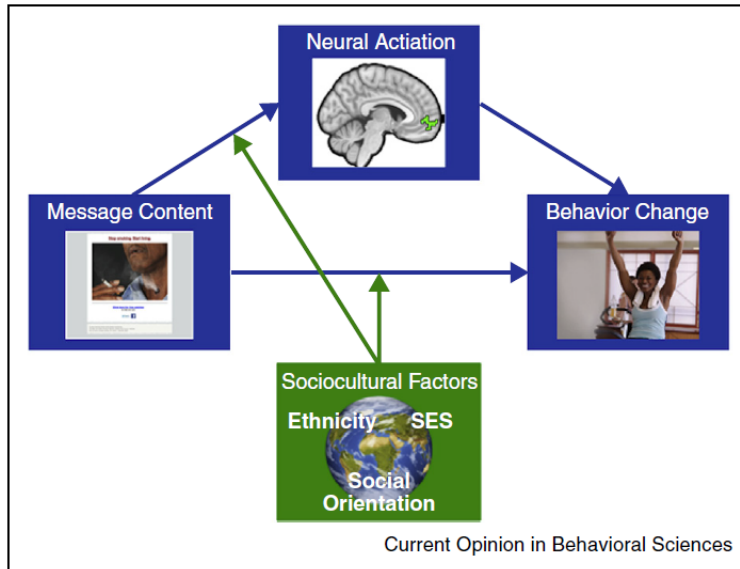 Neural Actiation
Message Content
Behavior Change
Sociocultural Factors
Ethnicity SES
Social
Orientation
Current Opinion in Behavioral Sciences